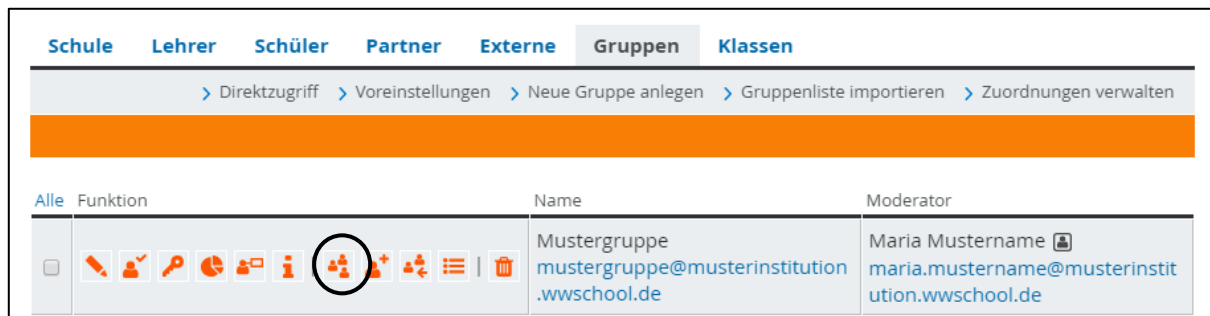 Schule Lehrer Schüler Partner Externe Gruppen Klassen
> Direktzugriff > Voreinstellungen > Neue Gruppe anlegen > Gruppenliste importieren > Zuordnungen verwalten
Alle Funktion Name Moderator
Mustergruppe Maria Mustername
mustergruppe@musterinstitution maria.mustername@musterinstit
.wwschool.de ution.wwschool.de